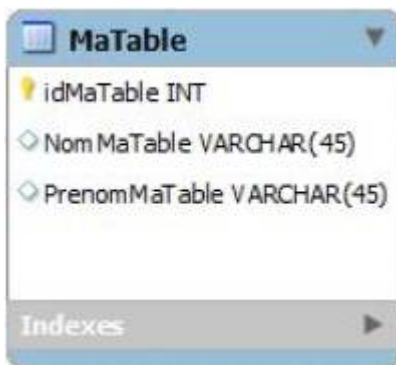 MaTable
idMaTable INT
NomMaTable VARCHAR(45)
PrenomMaTable VARCHAR(45)
Indexes